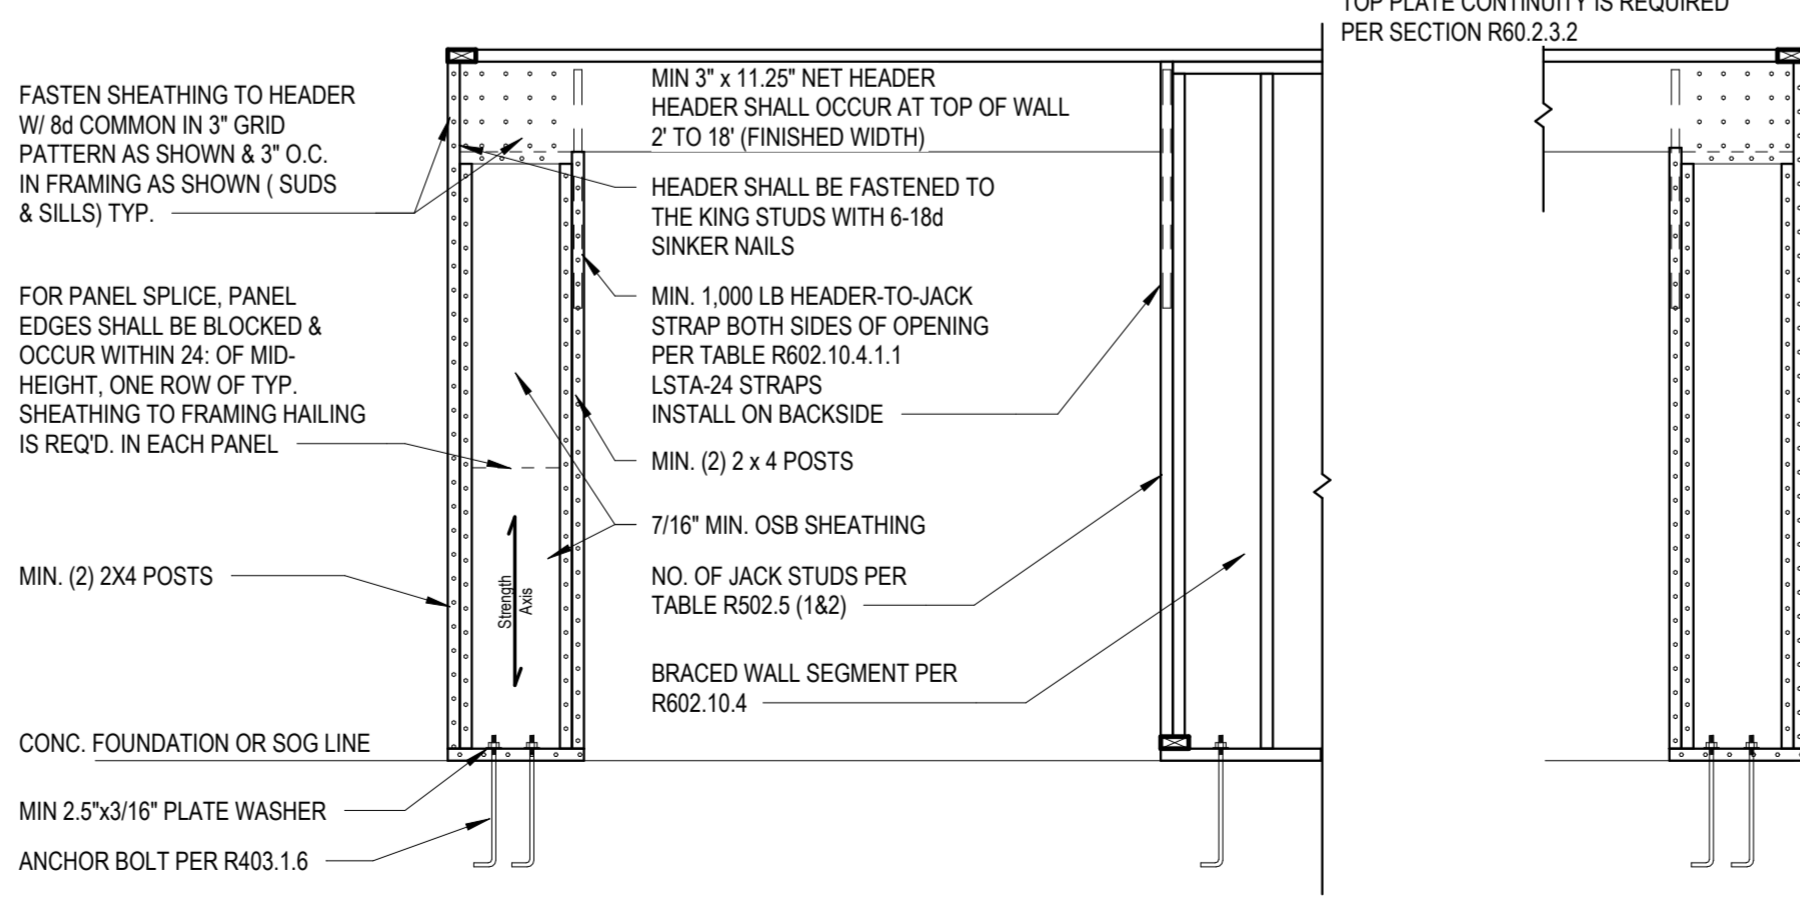 TOP PLATE CONTINUITY IS REQUIRED
PER SECTION R60.2.3.2
FASTEN SHEATHING TO HEADER
W/ 8d COMMON IN 3" GRID
PATTERN AS SHOWN & 3" O.C.
IN FRAMING AS SHOWN ( SUDS
& SILLS) TYP.
FOR PANEL SPLICE, PANEL
EDGES SHALL BE BLOCKED &
OCCUR WITHIN 24: OF MID-
HEIGHT, ONE ROW OF TYP.
SHEATHING TO FRAMING HAILING
IS REQ'D. IN EACH PANEL
MIN. (2) 2X4 POSTS
CONC. FOUNDATION OR SOG LINE
MIN 2.5"x3/16" PLATE WASHER
ANCHOR BOLT PER R403.1.6
Strength
Axis
MIN 3" x 11.25" NET HEADER
HEADER SHALL OCCUR AT TOP OF WALL
2' TO 18' (FINISHED WIDTH)
HEADER SHALL BE FASTENED TO
THE KING STUDS WITH 6-18d
SINKER NAILS
MIN. 1,000 LB HEADER-TO-JACK
STRAP BOTH SIDES OF OPENING
PER TABLE R602.10.4.1.1
LSTA-24 STRAPS
INSTALL ON BACKSIDE
MIN. (2) 2 x 4 POSTS
7/16" MIN. OSB SHEATHING
NO. OF JACK STUDS PER
TABLE R502.5 (1&2)
BRACED WALL SEGMENT PER
R602.10.4